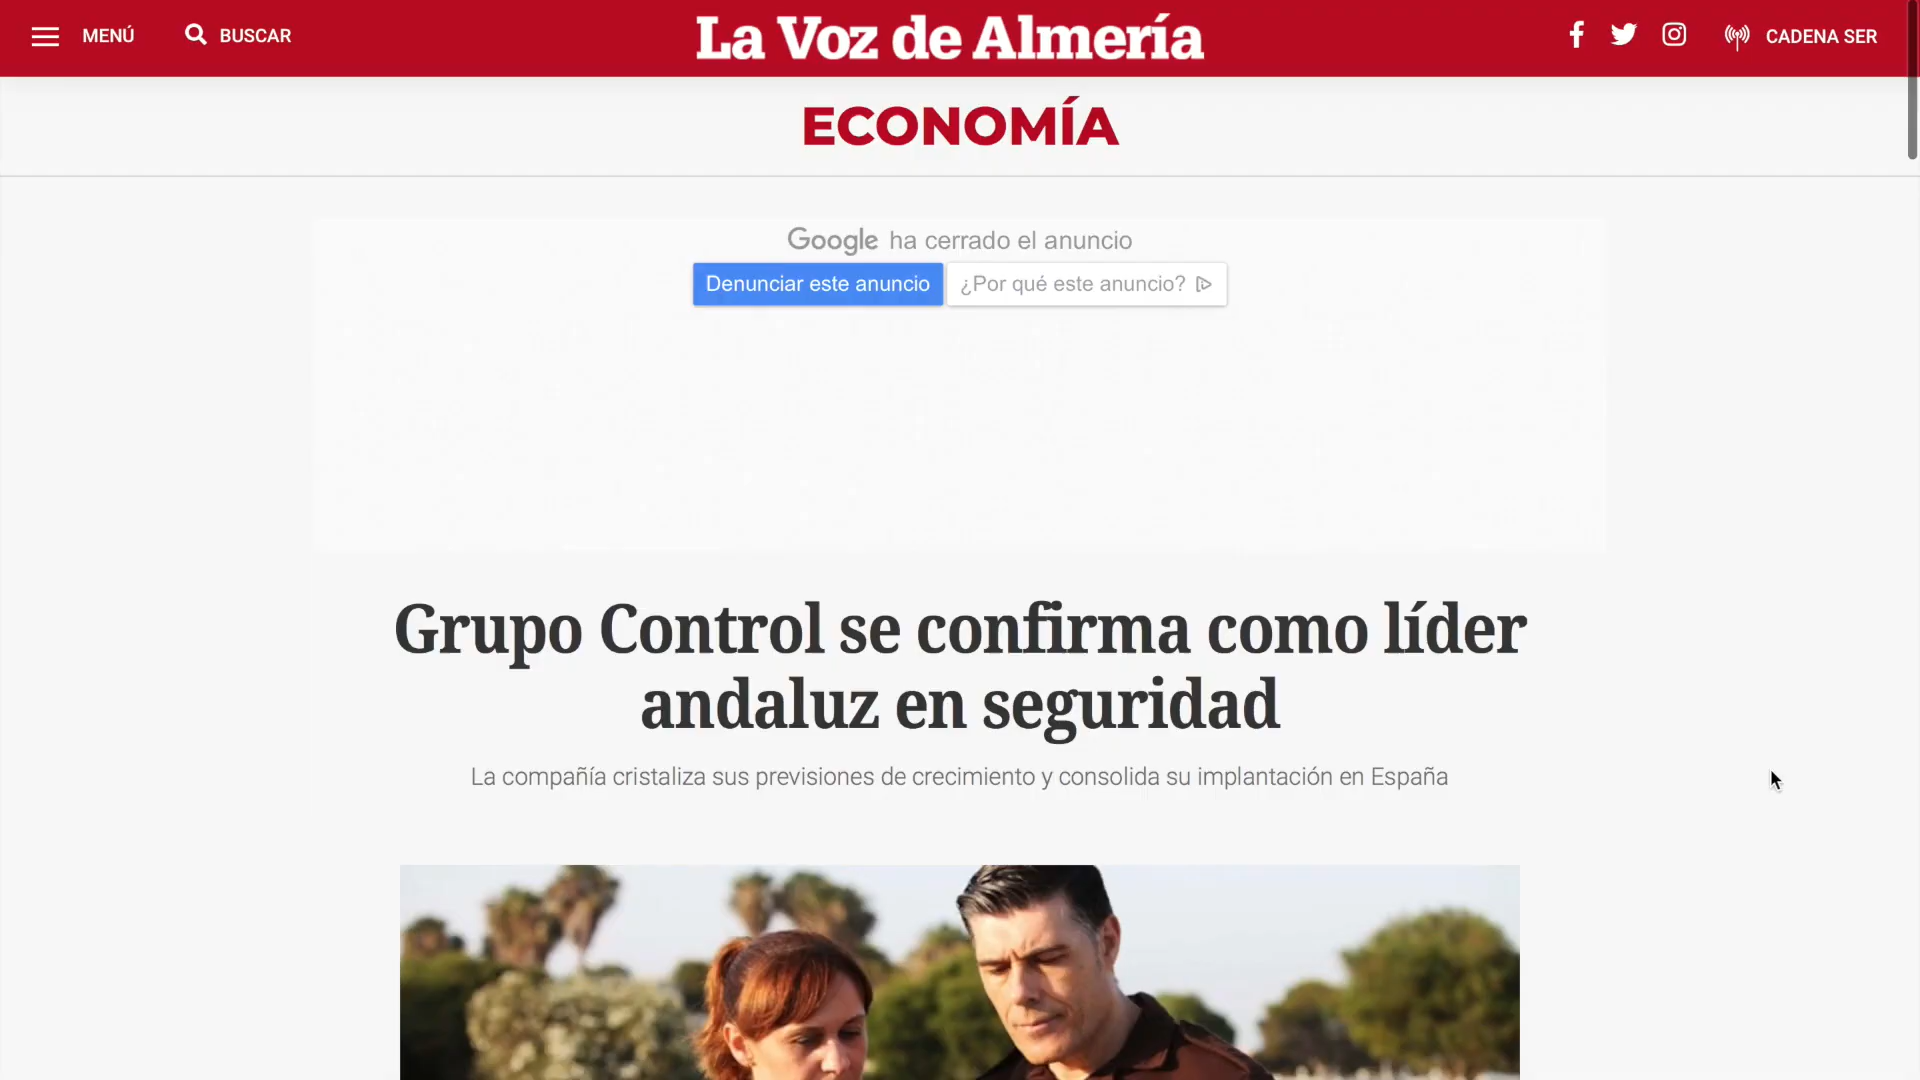 MENÚ BUSCAR La Voz de Almería CADENA SER
ECONOMÍA
Google ha cerrado el anuncio
Denunciar este anuncio ¿Por qué este anuncio?
Grupo Control se confirma como líder
andaluz en seguridad
La compañía cristaliza sus previsiones de crecimiento y consolida su implantación en España